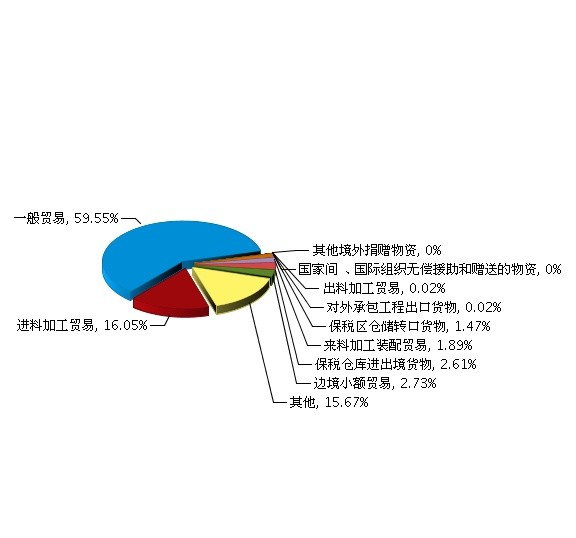 一般贸易, 59.55%
其他境外捐赠物资, 0%
国家间 、国际组织无偿援助和赠送的物资, 0%
出料加工贸易, 0.02%
对外承包工程出口货物, 0.02%
进料加工贸易, 16.05%
保税区仓储转口货物, 1.47%
来料加工装配贸易, 1.89%
保税仓库进出境货物, 2.61%
边境小额贸易, 2.73%
其他, 15.67%